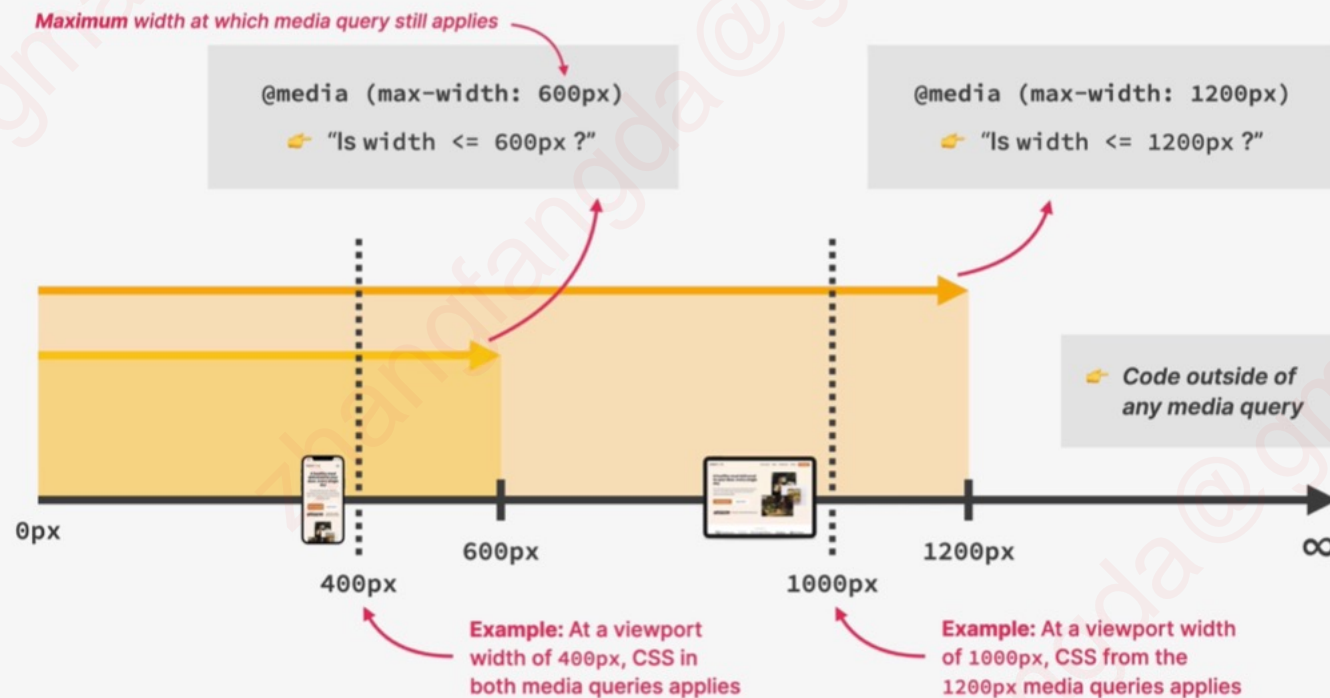 Maximum width at which media query still applies
@media (max-width: 600px)
👉 “Is width <= 600px ?”
@media (max-width: 1200px)
👉 “Is width <= 1200px ?”
👉 Code outside of
any media query
0px
400px
600px
1000px
1200px
∞
Example: At a viewport
width of 400px, CSS in
both media queries applies
Example: At a viewport width
of 1000px, CSS from the
1200px media queries applies
zhangfangda@g